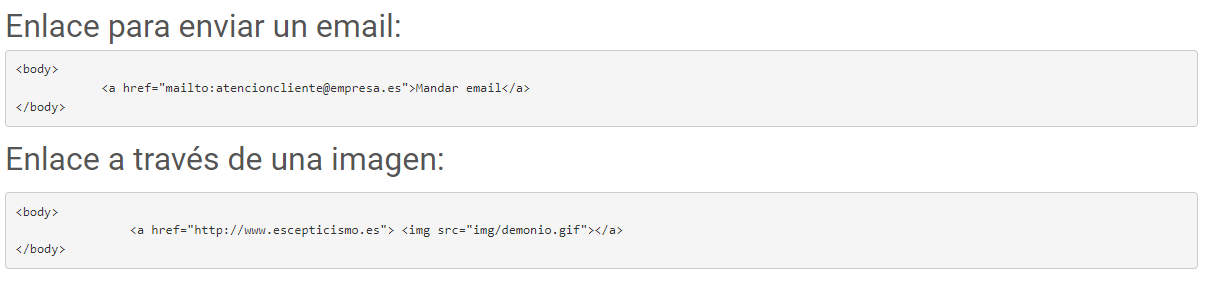 Enlace para enviar un email:
<body>
<a href="mailto:atencioncliente@empresa.es">Mandar email</a>
</body>
Enlace a través de una imagen:
<body>
<a href="http://www.escepticismo.es"> <img src="img/demonio.gif"></a>
</body>